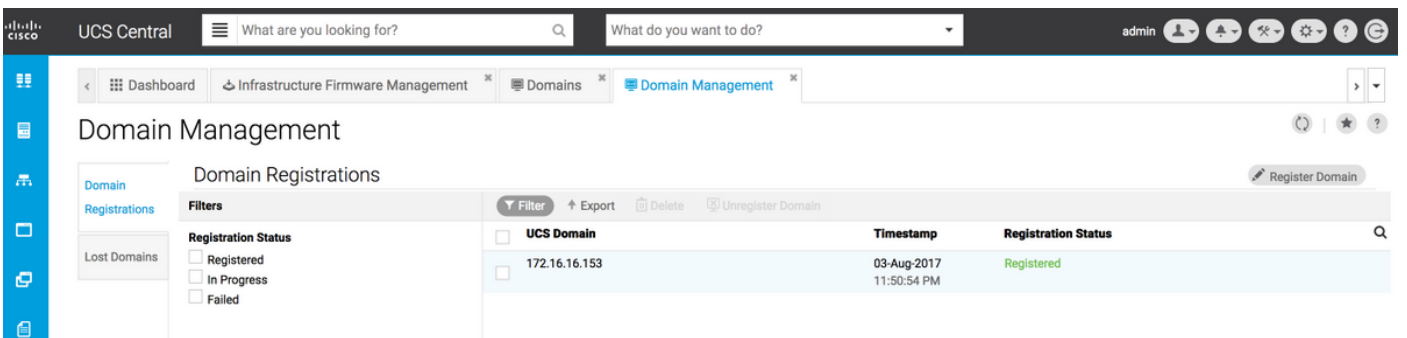 cisco
UCS Central
What are you looking for?
What do you want to do?
admin
?
Dashboard
Infrastructure Firmware Management
Domains
Domain Management
Domain Management
?
Domain Registrations
Lost Domains
Domain Registrations
Register Domain
Filters
Filter Export Delete Unregister Domain
Registration Status
Registered
In Progress
Failed
UCS Domain Timestamp Registration Status
172.16.16.153 03-Aug-2017 Registered
11:50:54 PM